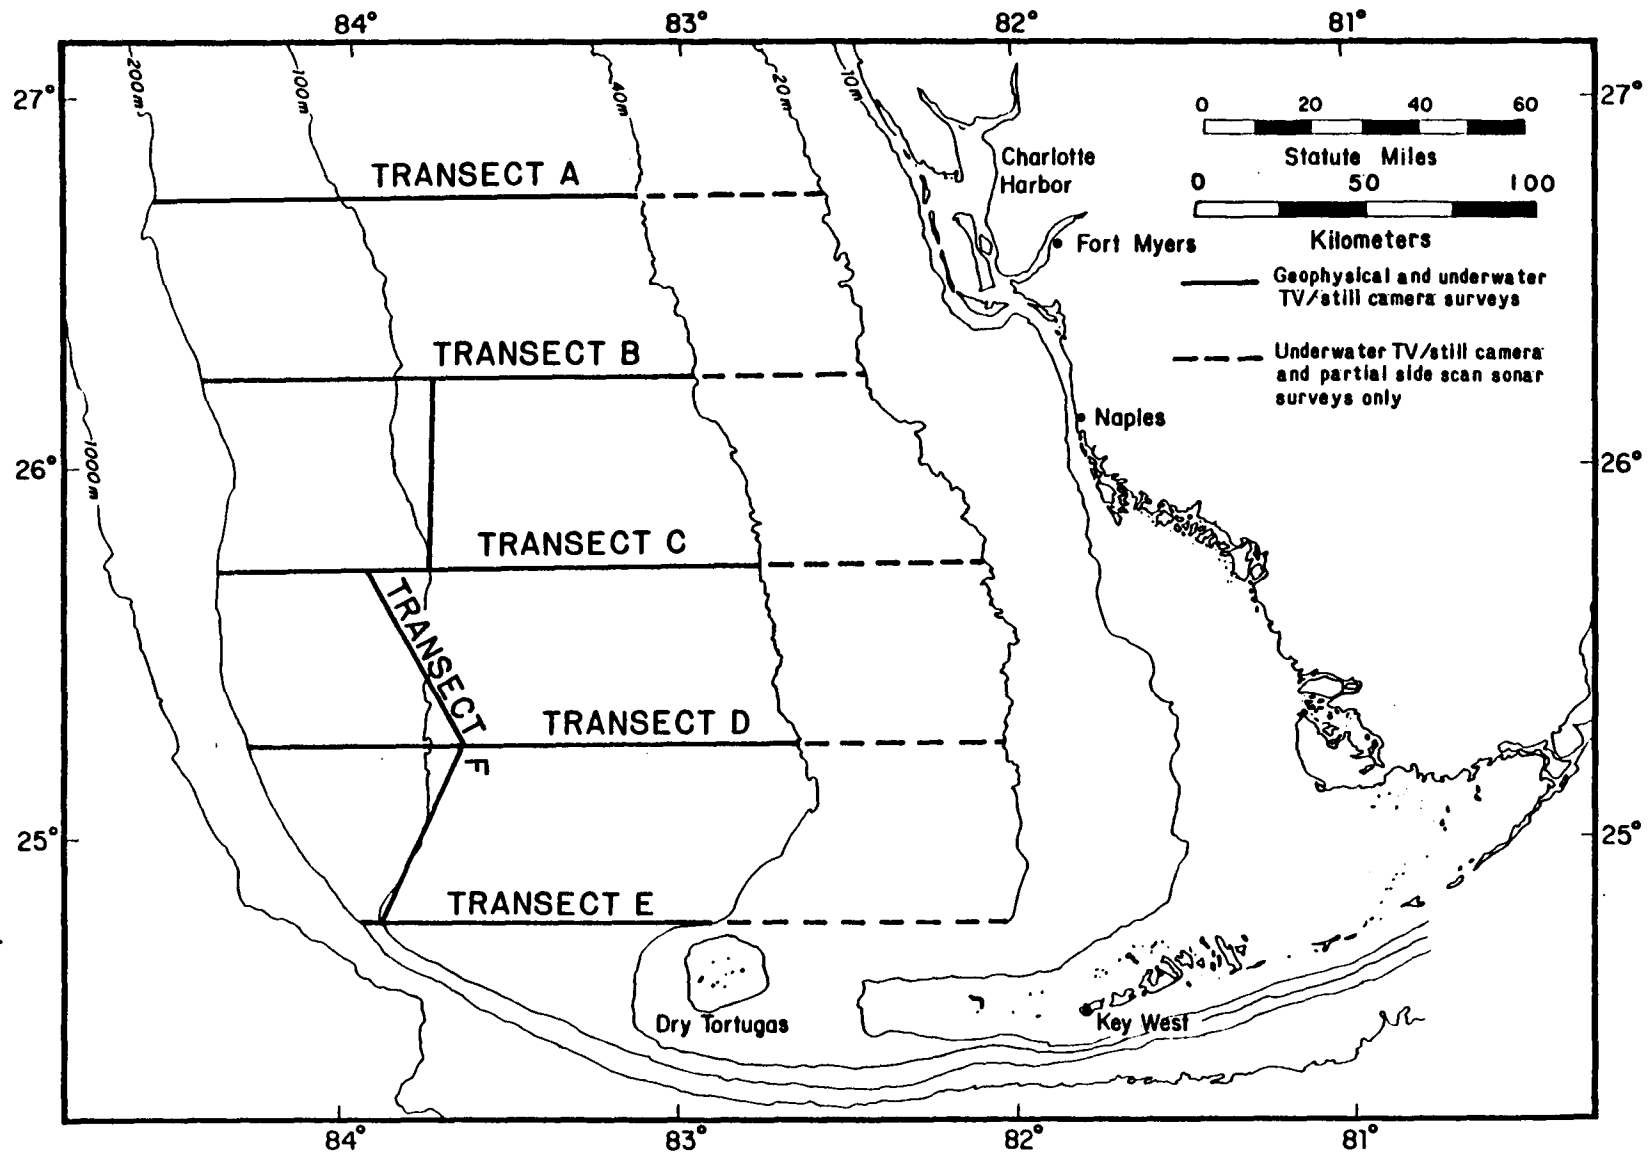 84° 83° 82° 81°
27° 27°
200m
100m
40m
20m
10m
0 20 40 60
Statute Miles
0 50 100
Kilometers
Charlotte
Harbor
Fort Myers
TRANSECT A
Geophysical and underwater
TV/still camera surveys
Underwater TV/still camera
and partial side scan sonar
surveys only
TRANSECT B
Naples
1000m
26° 26°
TRANSECT C
TRANSECT F
TRANSECT D
25° 25°
TRANSECT E
Dry Tortugas
Key West
84° 83° 82° 81°